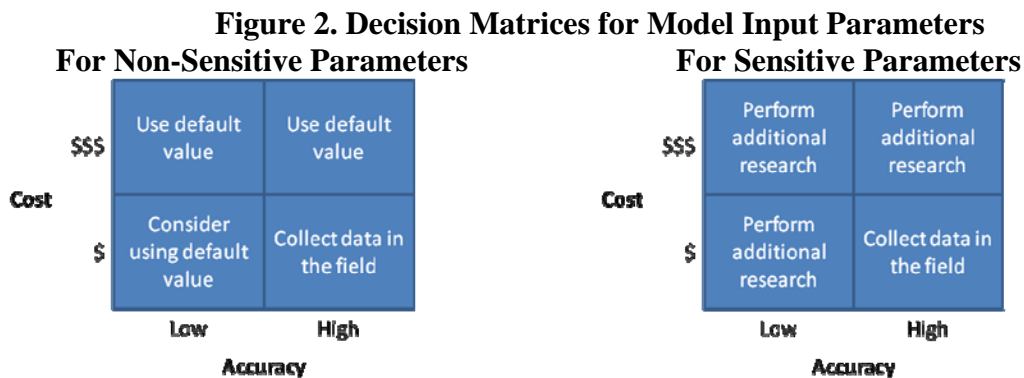 Figure 2. Decision Matrices for Model Input Parameters
For Non-Sensitive Parameters
$$$
Cost
$
Use default
value
Use default
value
Consider
using default
value
Collect data in
the field
Low
High
Accuracy
For Sensitive Parameters
$$$
Cost
$
Perform
additional
research
Perform
additional
research
Perform
additional
research
Collect data in
the field
Low
High
Accuracy